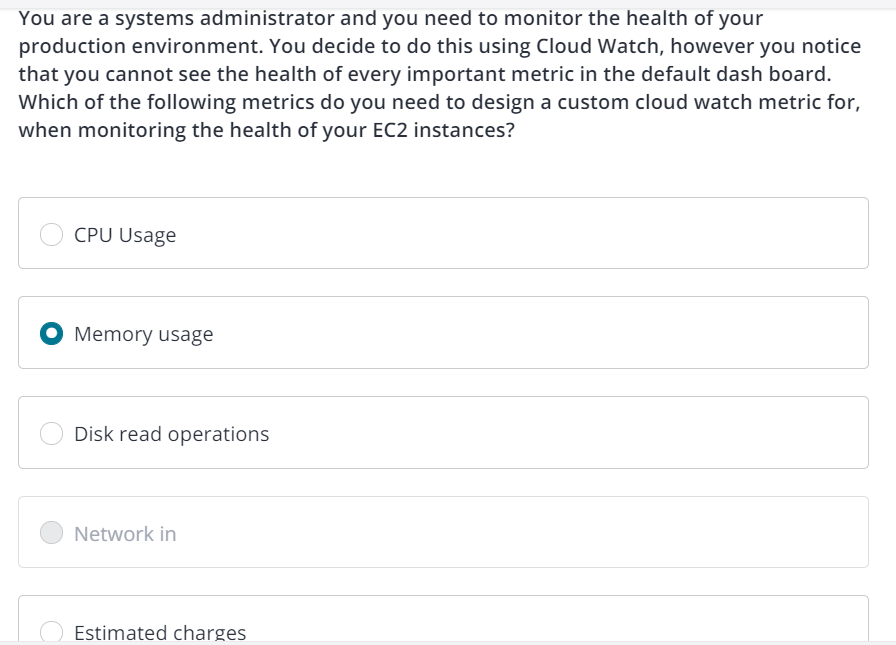 You are a systems administrator and you need to monitor the health of your
production environment. You decide to do this using Cloud Watch, however you notice
that you cannot see the health of every important metric in the default dash board.
Which of the following metrics do you need to design a custom cloud watch metric for,
when monitoring the health of your EC2 instances?
CPU Usage
Memory usage
Disk read operations
Network in
Estimated charges